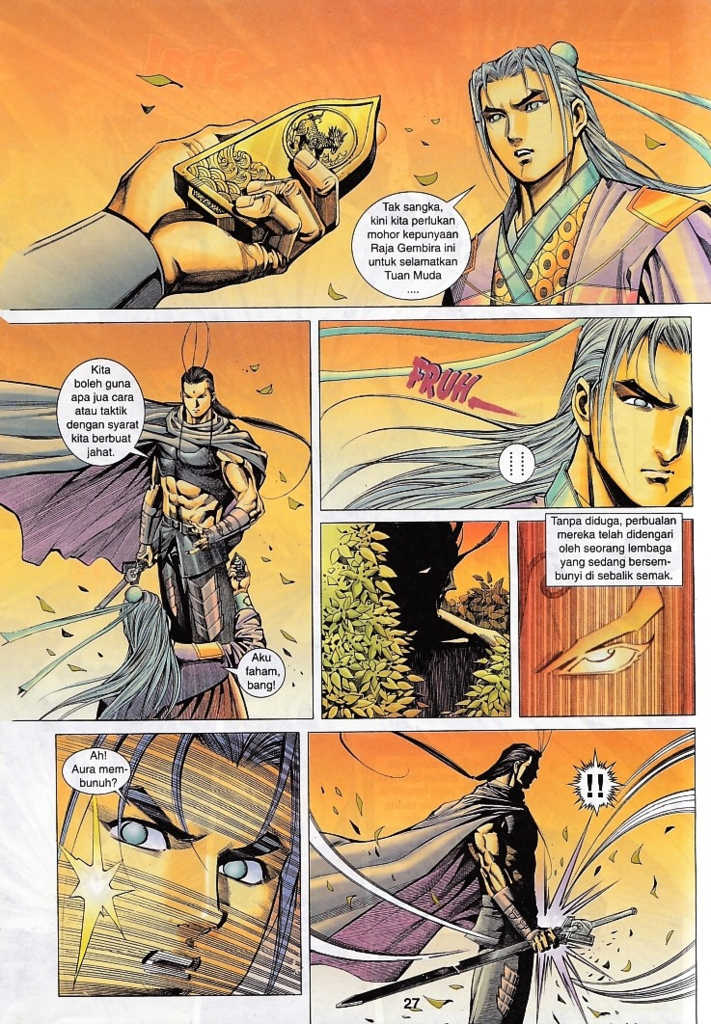 Tak sangka,
kini kita perlukan
mohor kepunyaan
Raja Gembira ini
untuk selamatkan
Tuan Muda
....
Kita
boleh guna
apa jua cara
atau taktik
dengan syarat
kita berbuat
jahat.
Aku
faham,
bang!
FRUH
Tanpa diduga, perbualan
mereka telah didengari
oleh seorang lembaga
yang sedang bersem-
bunyi di sebalik semak.
Ah!
Aura mem-
bunuh?
!!
27